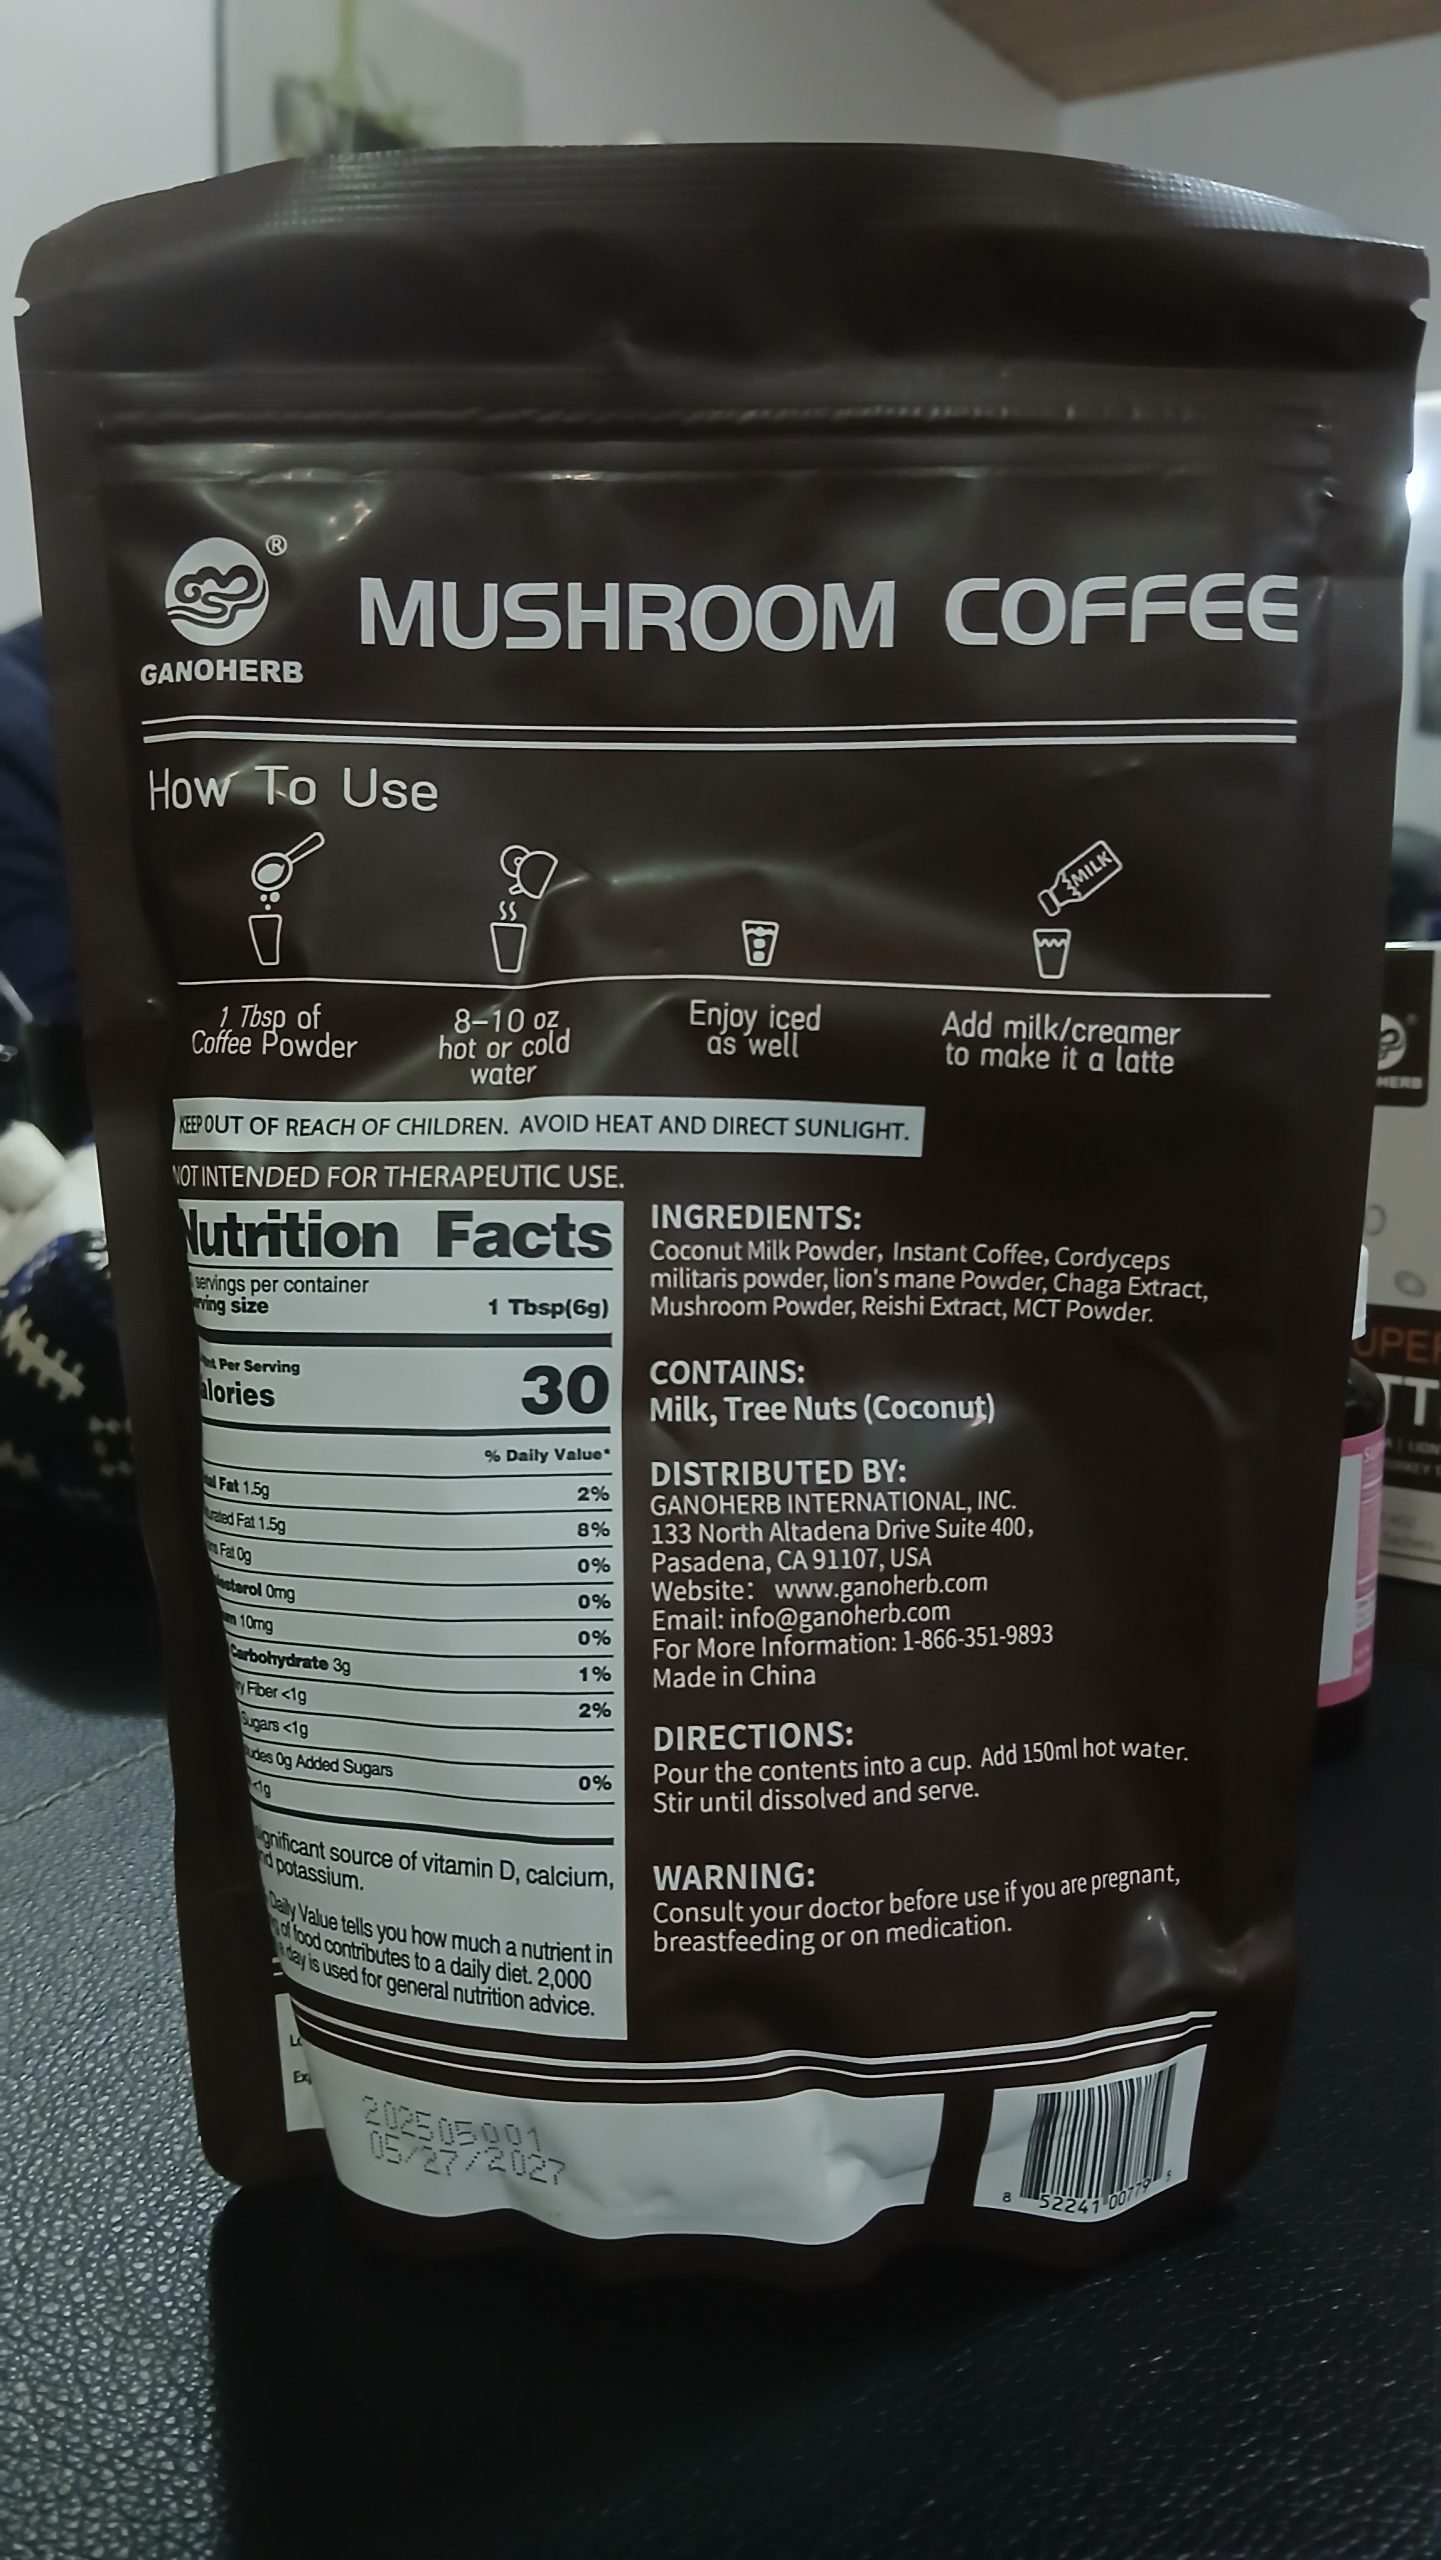 ®
GANOHERB
MUSHROOM COFFEE
How To Use
MILK
1 Tbsp of
Coffee Powder
8-10 oz
hot or cold
water
Enjoy iced
as well
Add milk/creamer
to make it a latte
KEEP OUT OF REACH OF CHILDREN. AVOID HEAT AND DIRECT SUNLIGHT.
NOT INTENDED FOR THERAPEUTIC USE.
Nutrition Facts
servings per container
size 1 Tbsp(6g)
Per Serving
Calories 30
% Daily Value*
Fat 1.5g 2%
Fat 1.5g 8%
Fat 0g 0%
0mg 0%
10mg 0%
Carbohydrate 3g 1%
Fiber <1g 2%
Sugars <1g
0g Added Sugars 0%
<1g
significant source of vitamin D, calcium,
potassium.
Daily Value tells you how much a nutrient in
of food contributes to a daily diet. 2,000
a day is used for general nutrition advice.
INGREDIENTS:
Coconut Milk Powder, Instant Coffee, Cordyceps
militaris powder, lion's mane Powder, Chaga Extract,
Mushroom Powder, Reishi Extract, MCT Powder.
CONTAINS:
Milk, Tree Nuts (Coconut)
DISTRIBUTED BY:
GANOHERB INTERNATIONAL, INC.
133 North Altadena Drive Suite 400,
Pasadena, CA 91107, USA
Website: www.ganoherb.com
Email: info@ganoherb.com
For More Information: 1-866-351-9893
Made in China
DIRECTIONS:
Pour the contents into a cup. Add 150ml hot water.
Stir until dissolved and serve.
WARNING:
Consult your doctor before use if you are pregnant,
breastfeeding or on medication.
202505001
05/27/2027
8 52241 00779 5